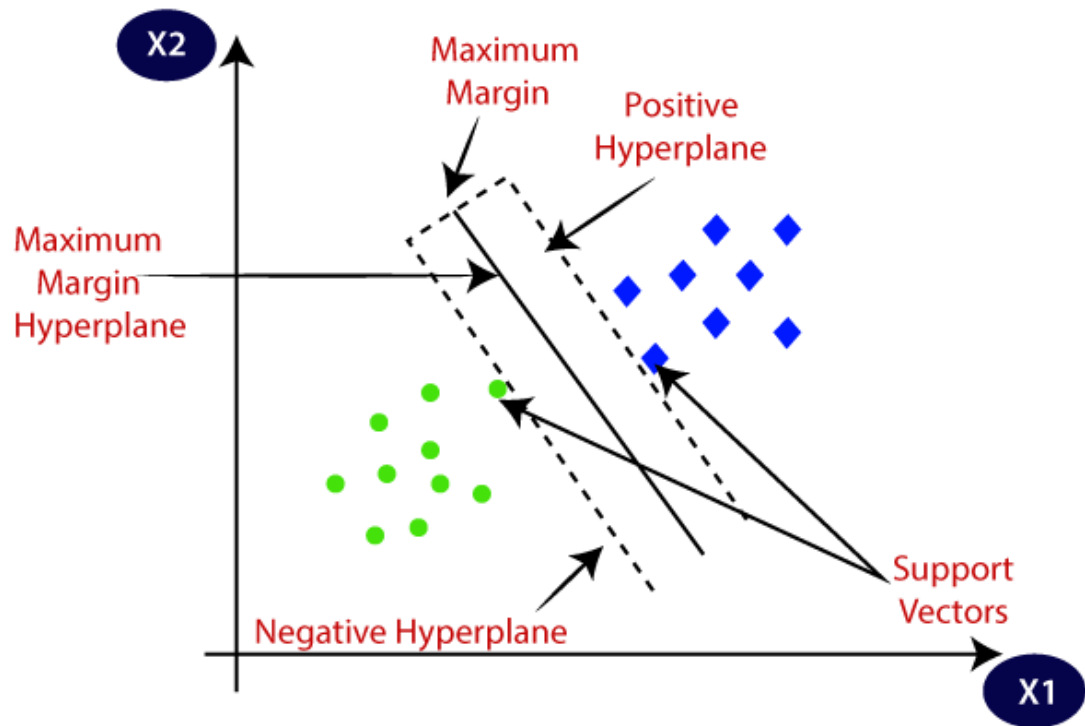 X2
Maximum
Margin
Positive
Hyperplane
Maximum
Margin
Hyperplane
Support
Vectors
Negative Hyperplane
X1